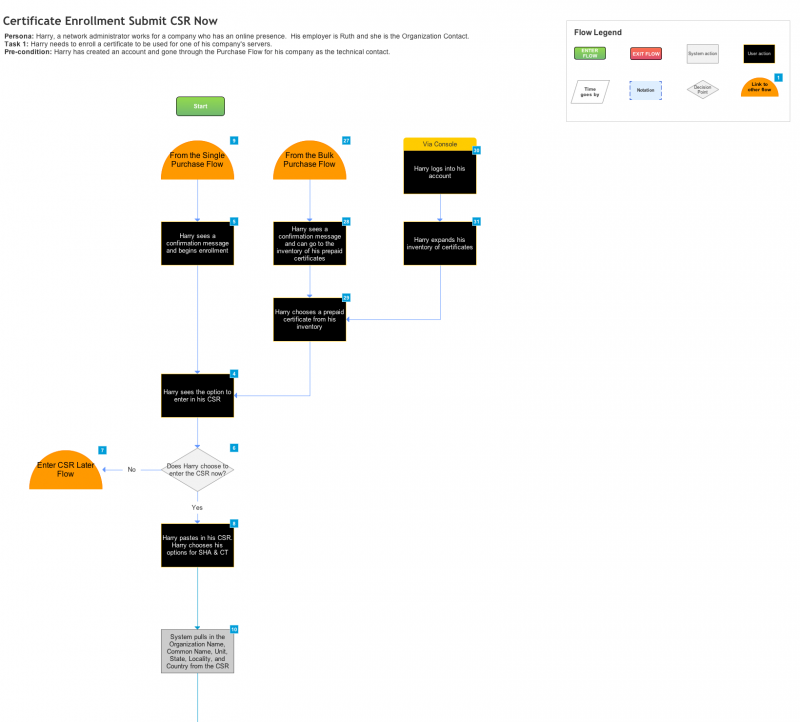 Certificate Enrollment Submit CSR Now
Persona: Harry, a network administrator works for a company who has an online presence. His employer is Ruth and she is the Organization Contact.
Task 1: Harry needs to enroll a certificate to be used for one of his company's servers.
Pre-condition: Harry has created an account and gone through the Purchase Flow for his company as the technical contact.
Flow Legend
ENTER
FLOW
EXIT FLOW
System action
User action
Time
goes by
Notation
Decision
Point
1
Link to
other flow
Start
9
From the Single
Purchase Flow
27
From the Bulk
Purchase Flow
Via Console
Harry logs into his
account
Harry sees a
confirmation message
and begins enrollment
Harry sees a
confirmation message
and can go to the
inventory of his prepaid
certificates
Harry expands his
inventory of certificates
Harry chooses a prepaid
certificate from his
inventory
4
Harry sees the option to
enter in his CSR
7
Enter CSR Later
Flow
No
Does Harry choose to
enter the CSR now?
Yes
Harry pastes in his CSR.
Harry chooses his
options for SHA & CT
10
System pulls in the
Organization Name,
Common Name, Unit,
State, Locality, and
Country from the CSR